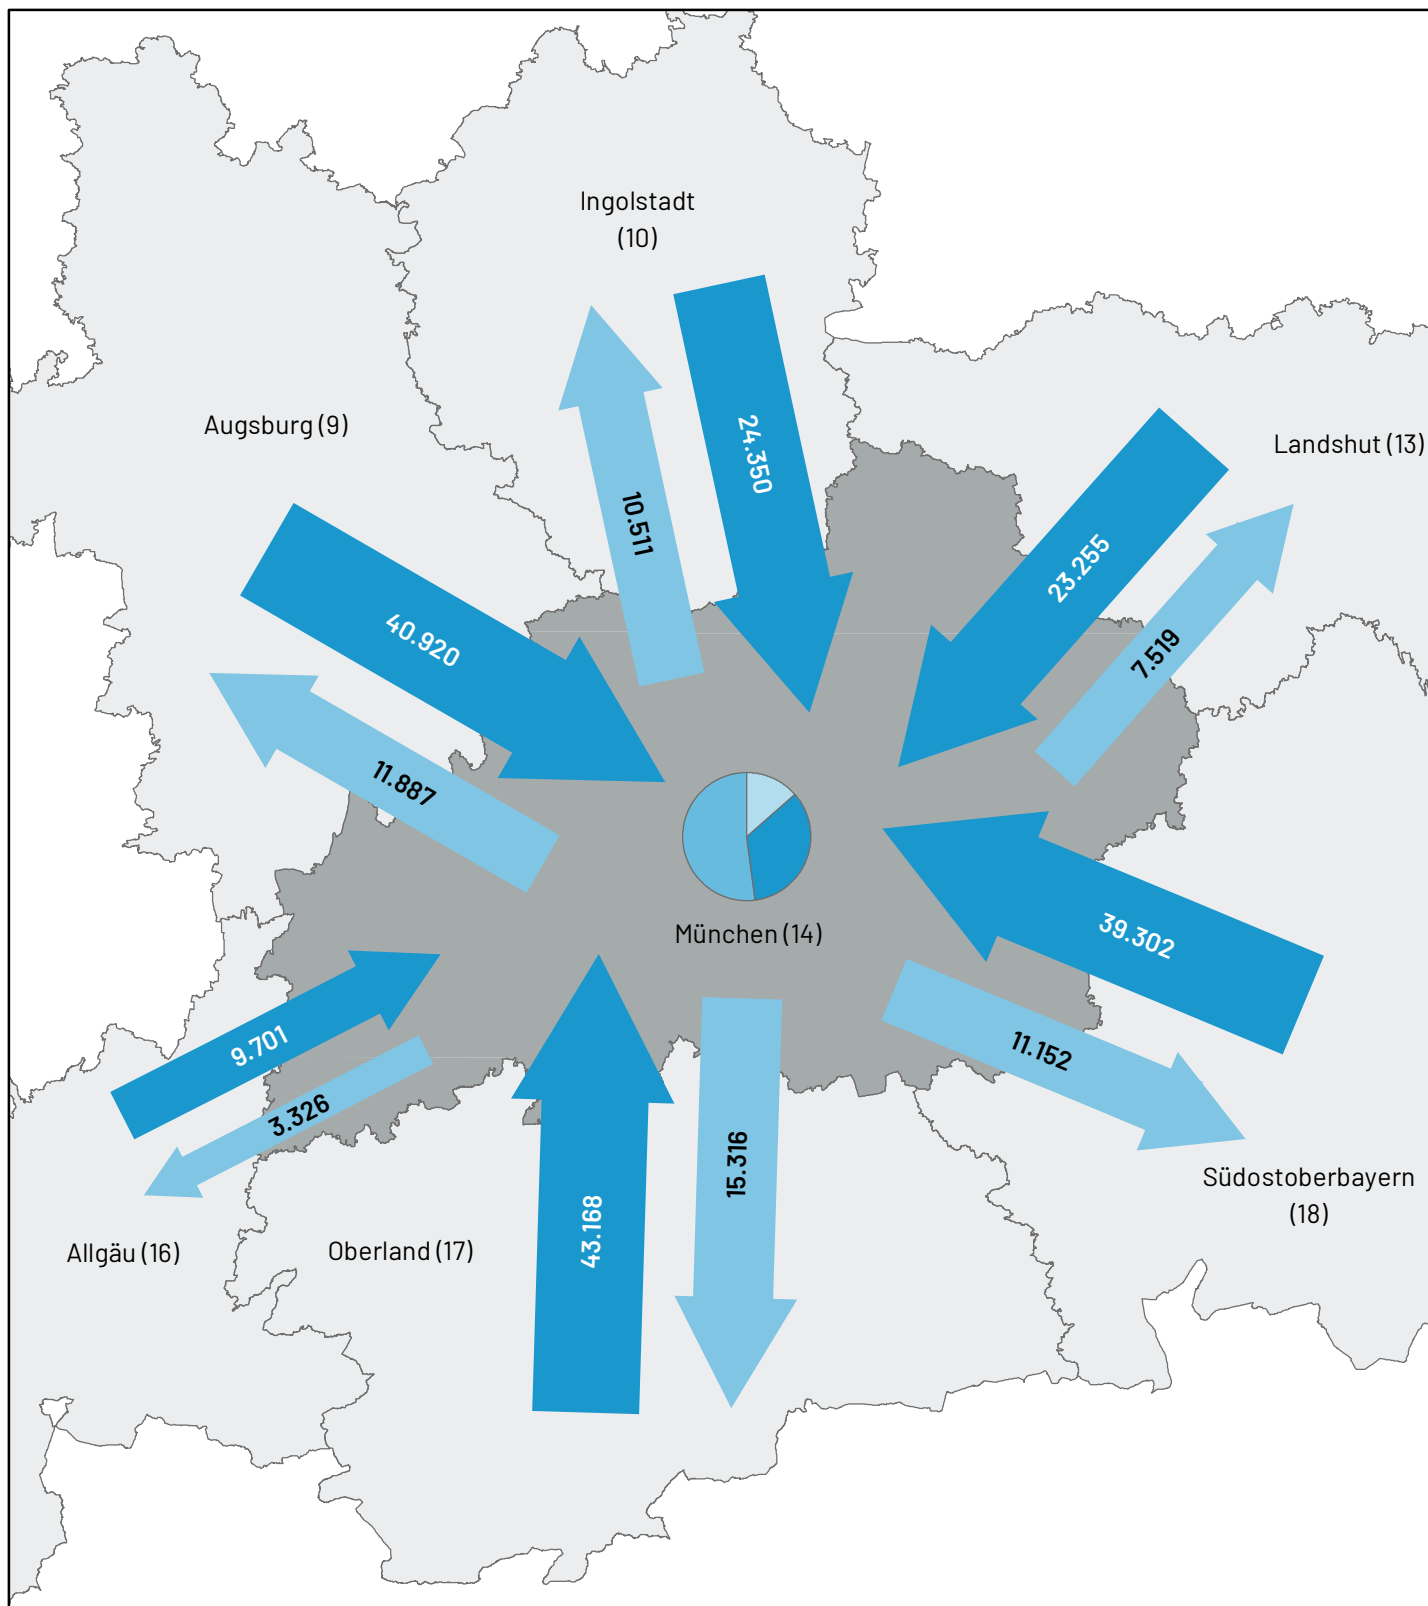 Ingolstadt
(10)
Augsburg (9)
Landshut (13)
24.350
10.511
23.255
40.920
7.519
11.887
39.302
München (14)
9.701
11.152
3.326
15.316
43.168
Südostoberbayern
(18)
Allgäu (16)
Oberland (17)